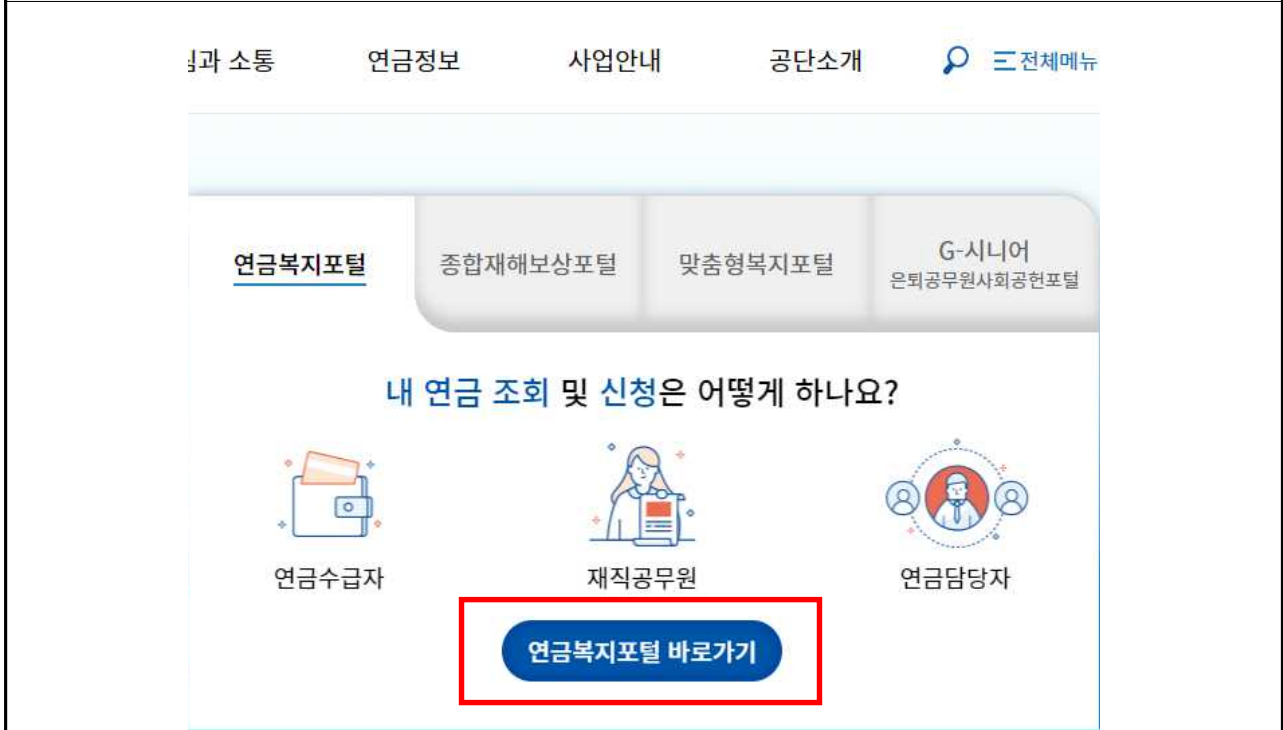 과 소통 연금정보 사업안내 공단소개 전체메뉴
연금복지포털 종합재해보상포털 맞춤형복지포털 G-시니어
은퇴공무원사회공헌포털
내 연금 조회 및 신청은 어떻게 하나요?
연금수급자 재직공무원 연금담당자
연금복지포털 바로가기